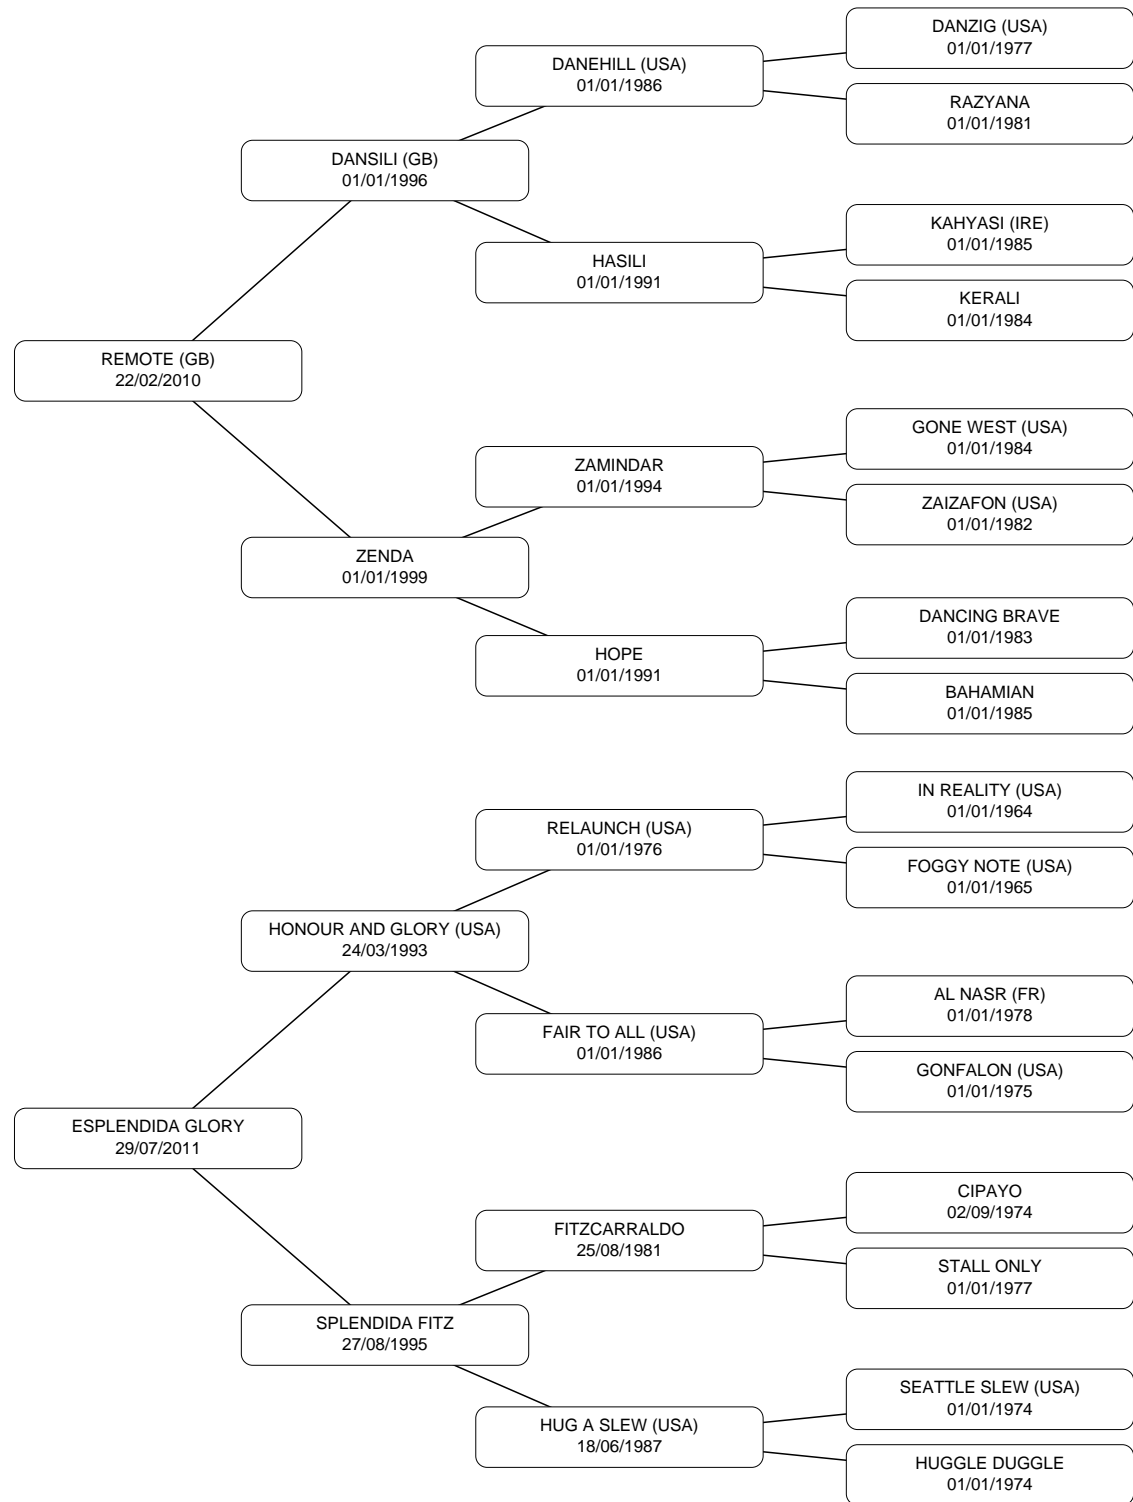 DANZIG (USA)
01/01/1977
DANEHILL (USA)
01/01/1986
RAZYANA
01/01/1981
DANSILI (GB)
01/01/1996
KAHYASI (IRE)
01/01/1985
HASILI
01/01/1991
KERALI
01/01/1984
REMOTE (GB)
22/02/2010
GONE WEST (USA)
01/01/1984
ZAMINDAR
01/01/1994
ZAIZAFON (USA)
01/01/1982
ZENDA
01/01/1999
DANCING BRAVE
01/01/1983
HOPE
01/01/1991
BAHAMIAN
01/01/1985
IN REALITY (USA)
01/01/1964
RELAUNCH (USA)
01/01/1976
FOGGY NOTE (USA)
01/01/1965
HONOUR AND GLORY (USA)
24/03/1993
AL NASR (FR)
01/01/1978
FAIR TO ALL (USA)
01/01/1986
GONFALON (USA)
01/01/1975
ESPLENDIDA GLORY
29/07/2011
CIPAYO
02/09/1974
FITZCARRALDO
25/08/1981
STALL ONLY
01/01/1977
SPLENDIDA FITZ
27/08/1995
SEATTLE SLEW (USA)
01/01/1974
HUG A SLEW (USA)
18/06/1987
HUGGLE DUGGLE
01/01/1974